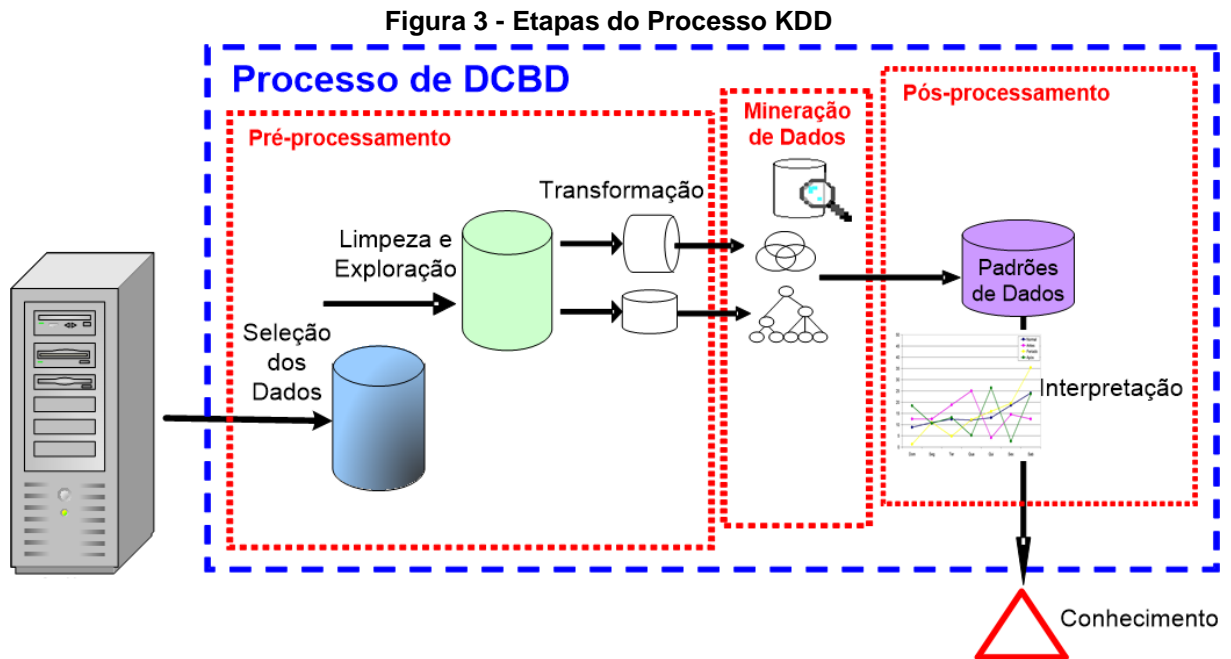 Figura 3 - Etapas do Processo KDD
Processo de DCBD
Pré-processamento
Seleção
dos
Dados
Limpeza e
Exploração
Transformação
Mineração
de Dados
Pós-processamento
Padrões
de Dados
Interpretação
Conhecimento